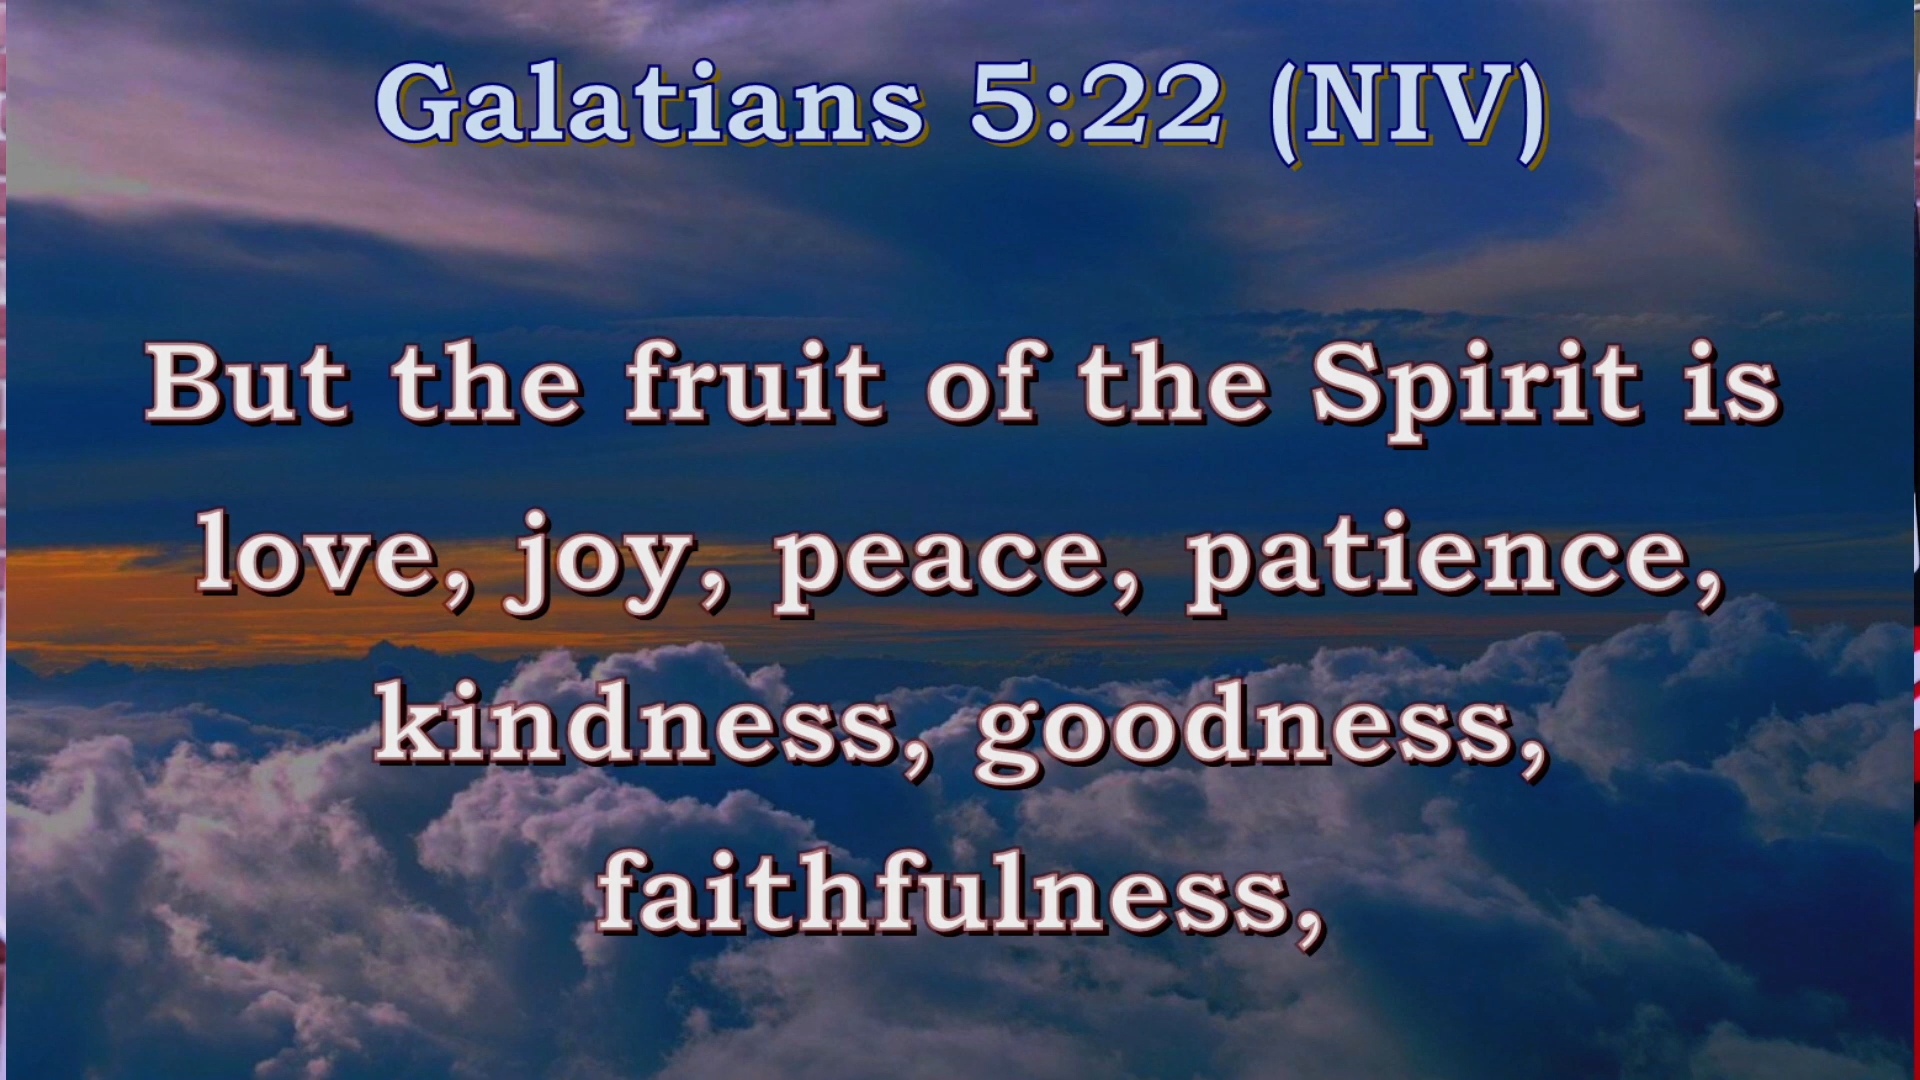 Galatians 5:22 (NIV)
But the fruit of the Spirit is
love, joy, peace, patience,
kindness, goodness,
faithfulness,